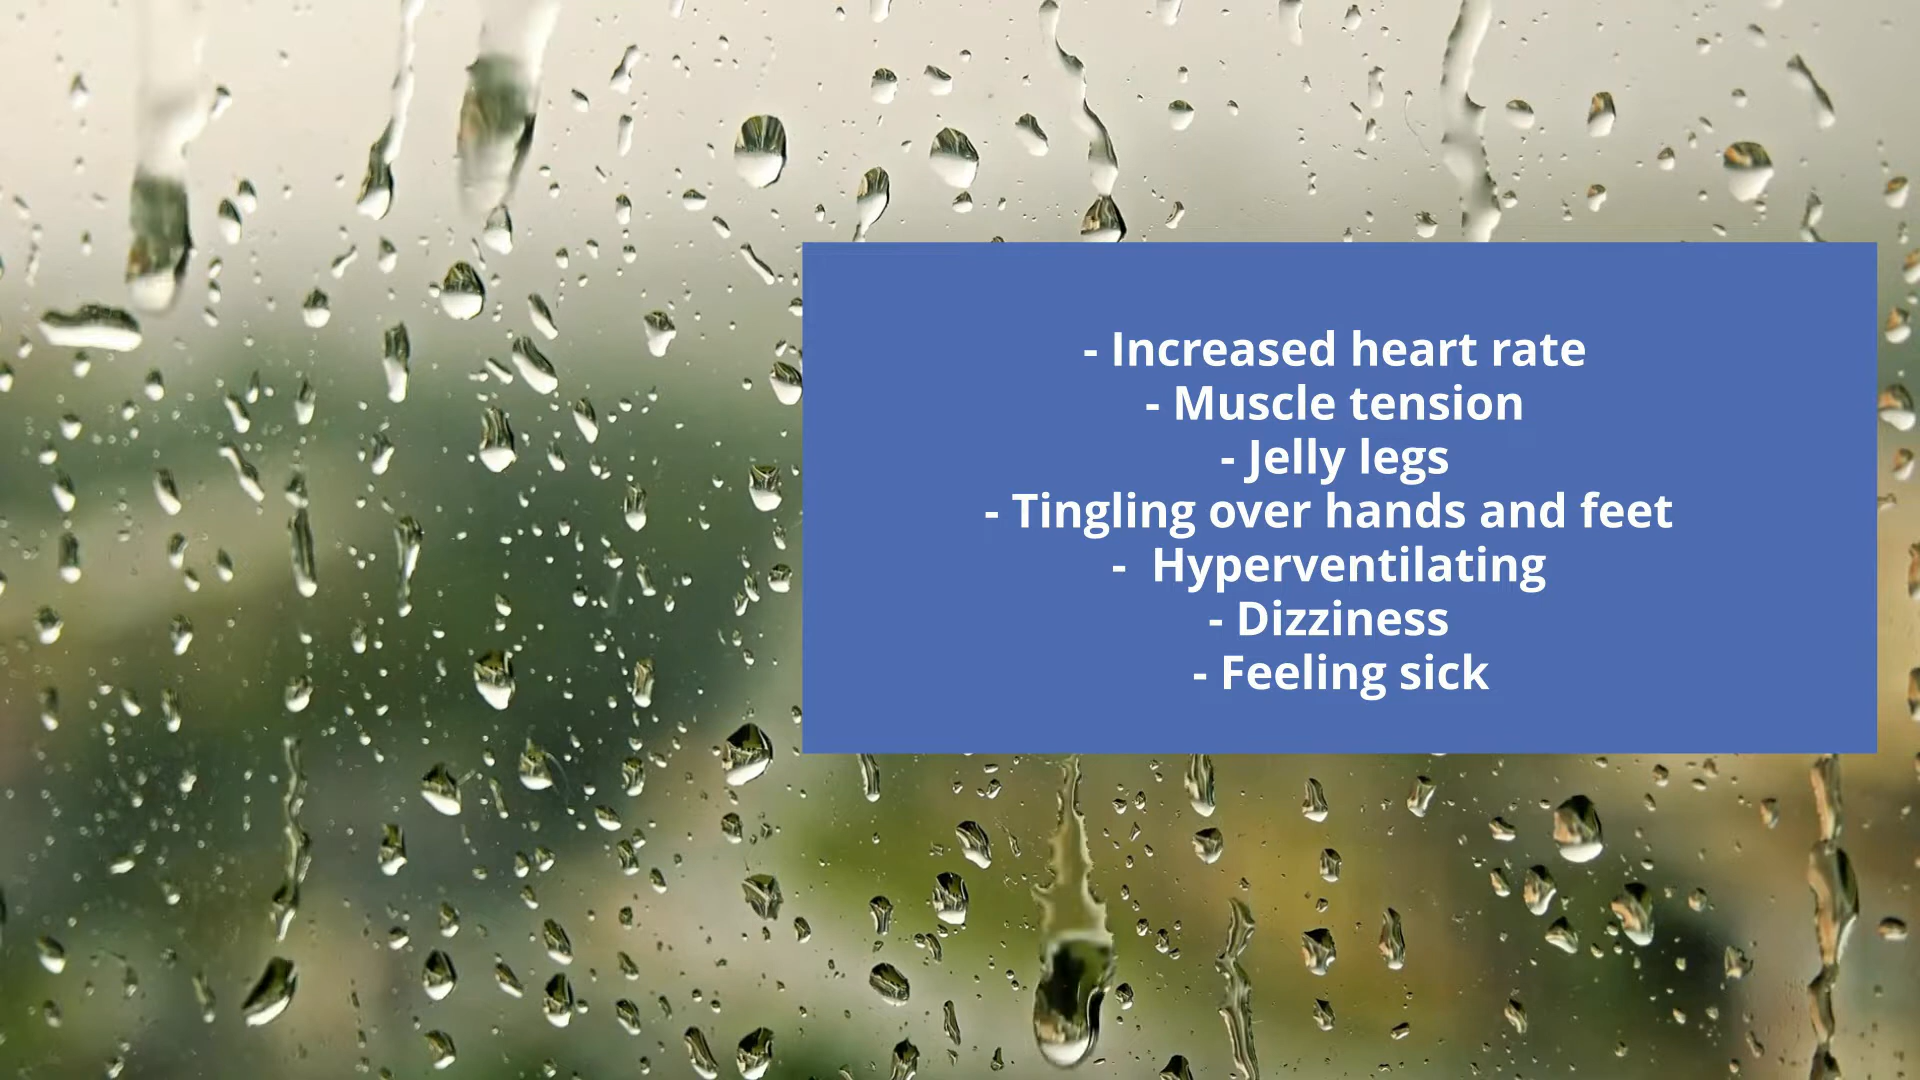 - Increased heart rate
- Muscle tension
- Jelly legs
- Tingling over hands and feet
-  Hyperventilating
- Dizziness
- Feeling sick